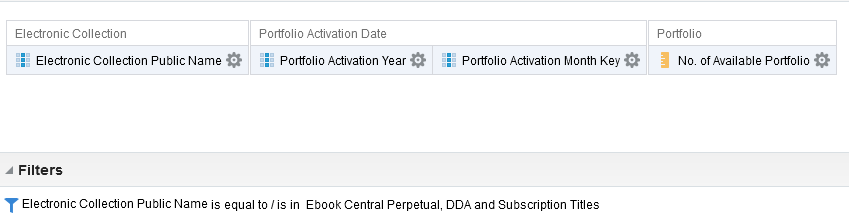 Electronic Collection Portfolio Activation Date Portfolio
Electronic Collection Public Name Portfolio Activation Year Portfolio Activation Month Key No. of Available Portfolio
Filters
Electronic Collection Public Name is equal to / is in Ebook Central Perpetual, DDA and Subscription Titles